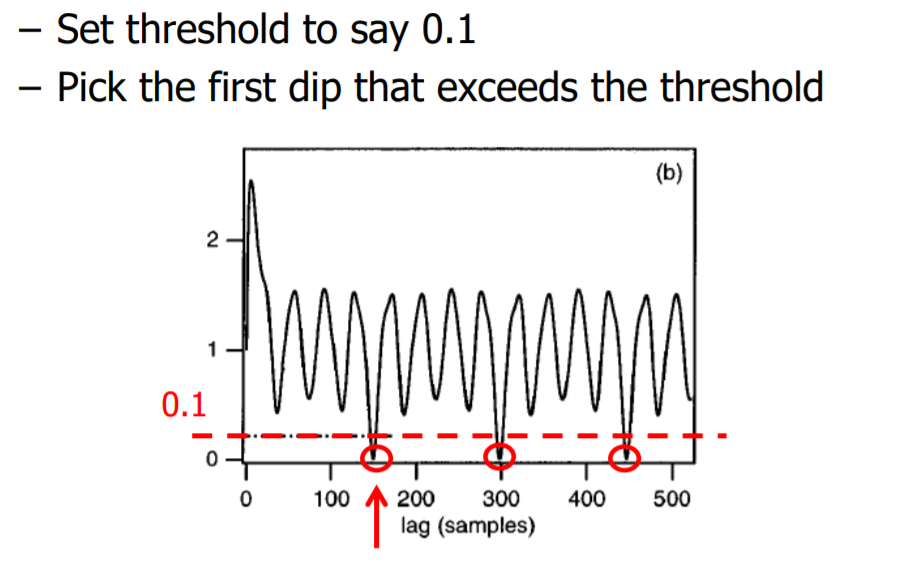 – Set threshold to say 0.1
– Pick the first dip that exceeds the threshold
(b)
2
1
0.1
0
0 100 200 300 400 500
lag (samples)